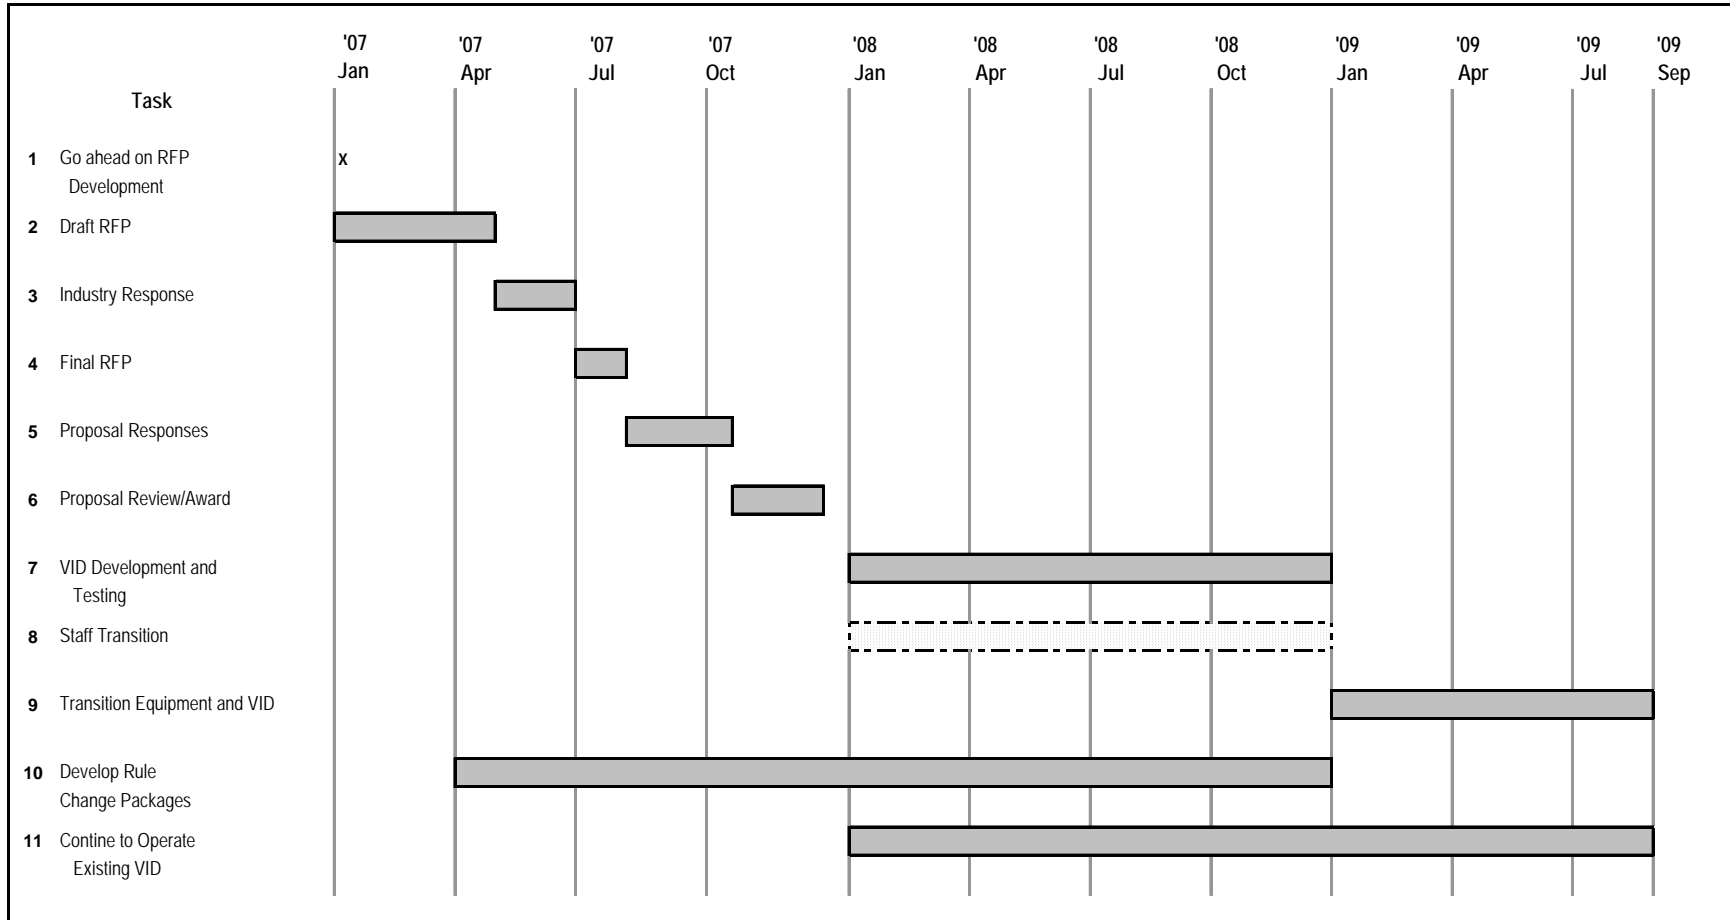 '07 '07 '07 '07 '08 '08 '08 '08 '09 '09 '09 '09
Jan Apr Jul Oct Jan Apr Jul Oct Jan Apr Jul Sep
Task
1 Go ahead on RFP x
Development
2 Draft RFP
3 Industry Response
4 Final RFP
5 Proposal Responses
6 Proposal Review/Award
7 VID Development and
Testing
8 Staff Transition
9 Transition Equipment and VID
10 Develop Rule
Change Packages
11 Contine to Operate
Existing VID